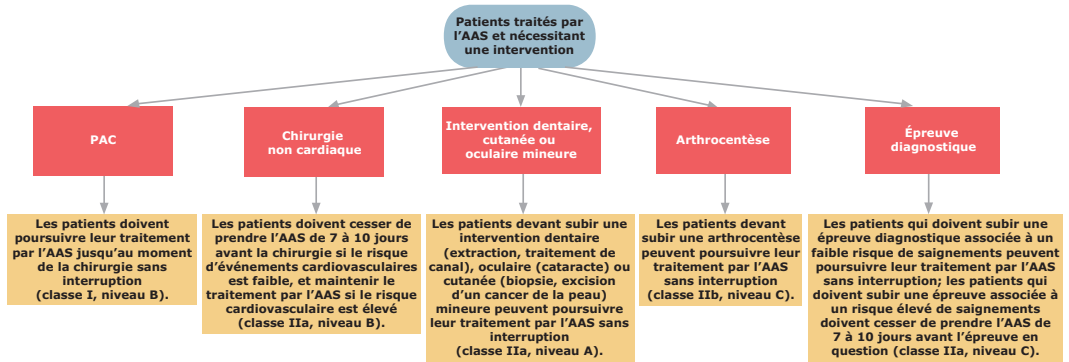 Patients traités par
l’AAS et nécessitant
une intervention
PAC
Chirurgie
non cardiaque
Intervention dentaire,
cutanée ou
oculaire mineure
Arthrocentèse
Épreuve
diagnostique
Les patients doivent
poursuivre leur traitement
par l’AAS jusqu’au moment
de la chirurgie sans
interruption
(classe I, niveau B).
Les patients doivent cesser de
prendre l’AAS de 7 à 10 jours
avant la chirurgie si le risque
d’événements cardiovasculaires
est faible, et maintenir le
traitement par l’AAS si le risque
cardiovasculaire est élevé
(classe IIa, niveau B).
Les patients devant subir une
intervention dentaire
(extraction, traitement de
canal), oculaire (cataracte) ou
cutanée (biopsie, excision
d’un cancer de la peau)
mineure peuvent poursuivre
leur traitement par l’AAS sans
interruption
(classe IIa, niveau A).
Les patients devant
subir une arthrocentèse
peuvent poursuivre leur
traitement par l’AAS
sans interruption
(classe IIb, niveau C).
Les patients qui doivent subir une
épreuve diagnostique associée à un
faible risque de saignements peuvent
poursuivre leur traitement par l’AAS
sans interruption; les patients qui
doivent subir une épreuve associée à
un risque élevé de saignements
doivent cesser de prendre l’AAS de
7 à 10 jours avant l’épreuve en
question (classe IIa, niveau C).